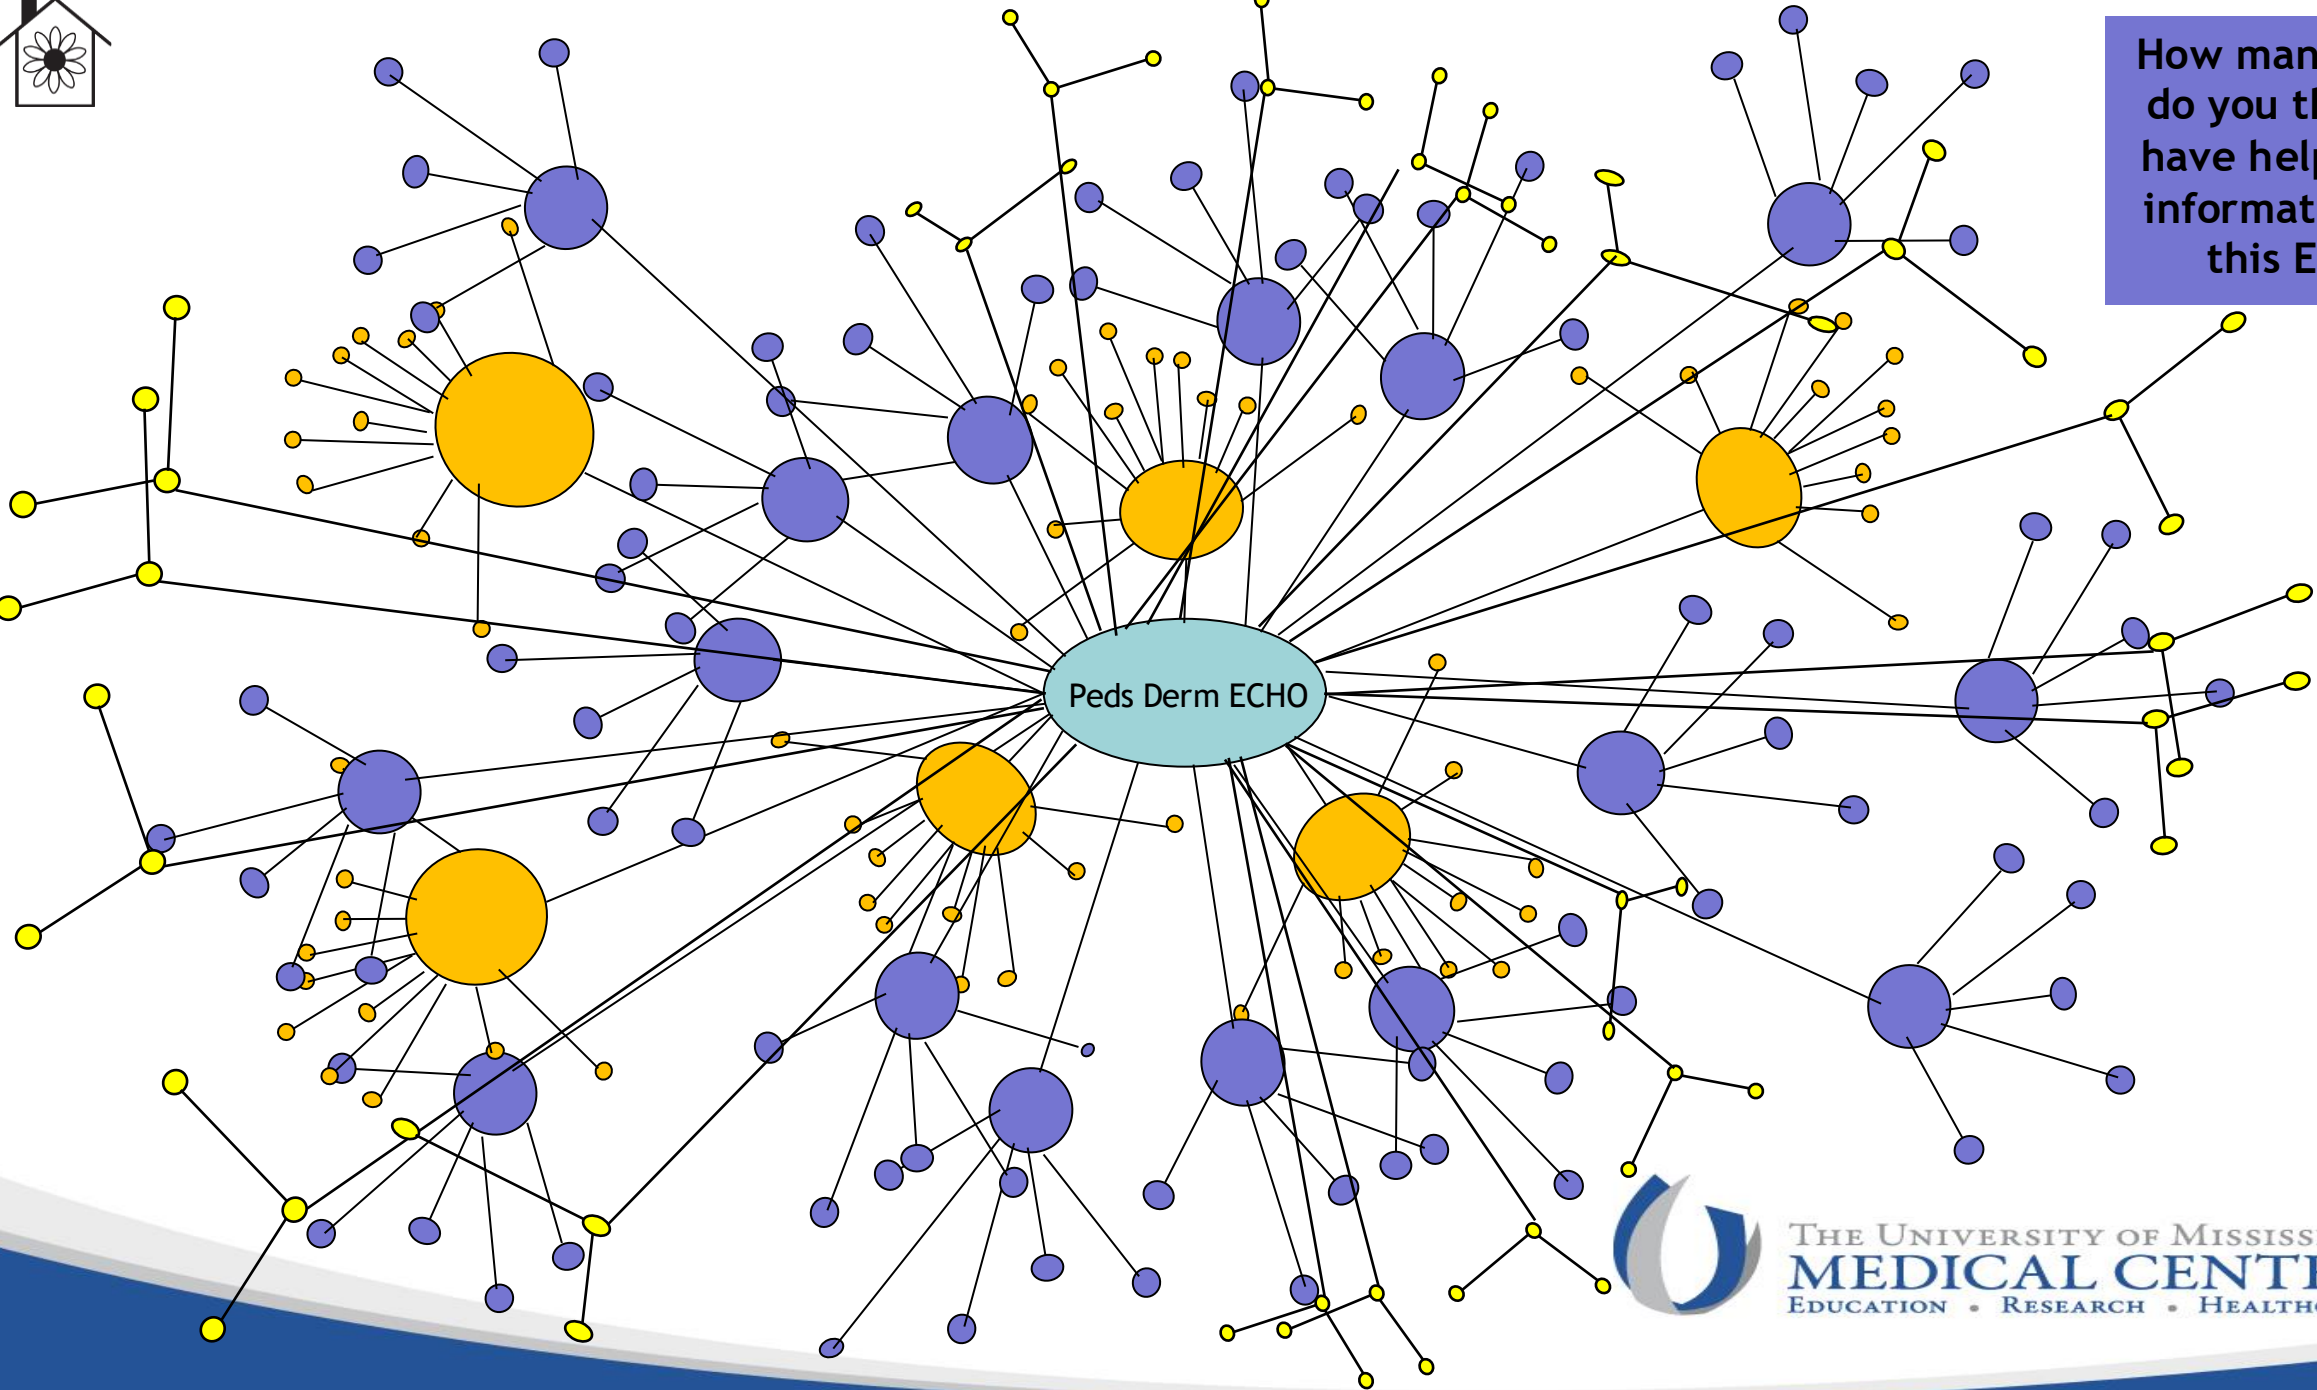 How man
do you th
have help
informat
this E
Peds Derm ECHO
THE UNIVERSITY OF MISSISS
MEDICAL CENT
EDUCATION • RESEARCH • HEALTH